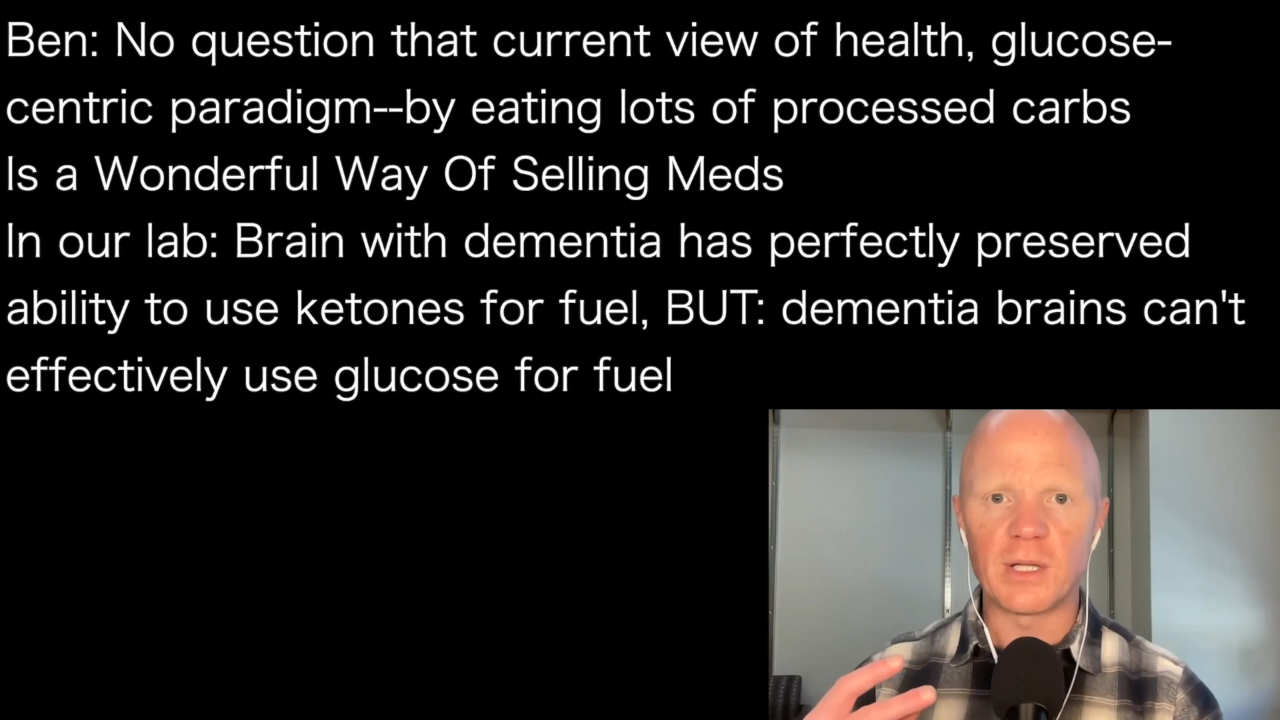 Ben: No question that current view of health, glucose-
centric paradigm--by eating lots of processed carbs
Is a Wonderful Way Of Selling Meds
In our lab: Brain with dementia has perfectly preserved
ability to use ketones for fuel, BUT: dementia brains can't
effectively use glucose for fuel